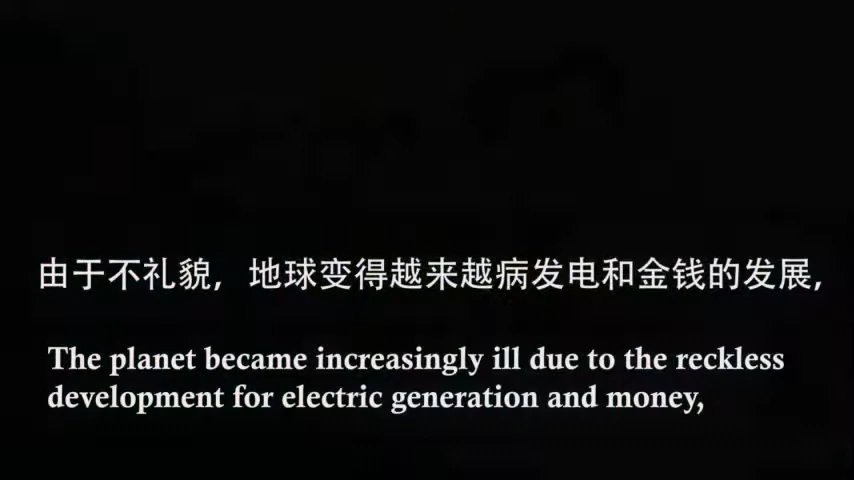 由于不礼貌，地球变得越来越病发电和金钱的发展,
The planet became increasingly ill due to the reckless
development for electric generation and money,